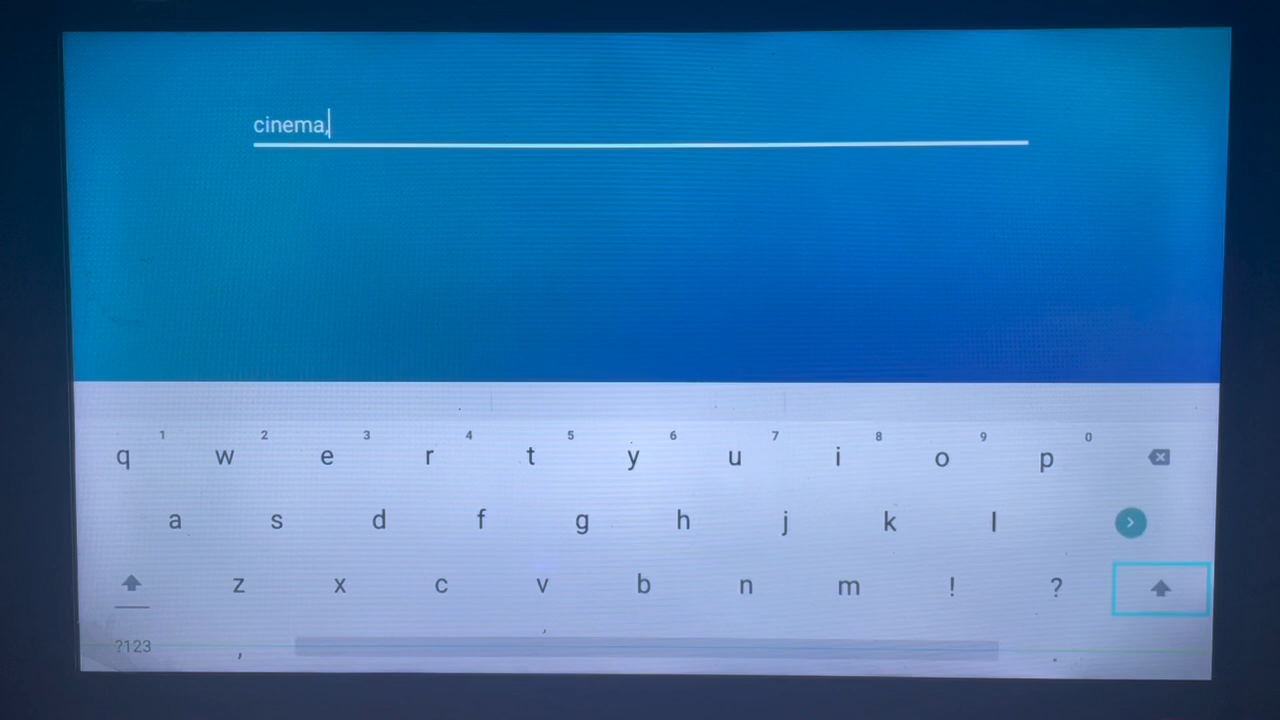 cinema,
1 2 3 4 5 6 7 8 9 0
q w e r t y u i o p
a s d f g h j k l
z x c v b n m ! ?
?123 , .